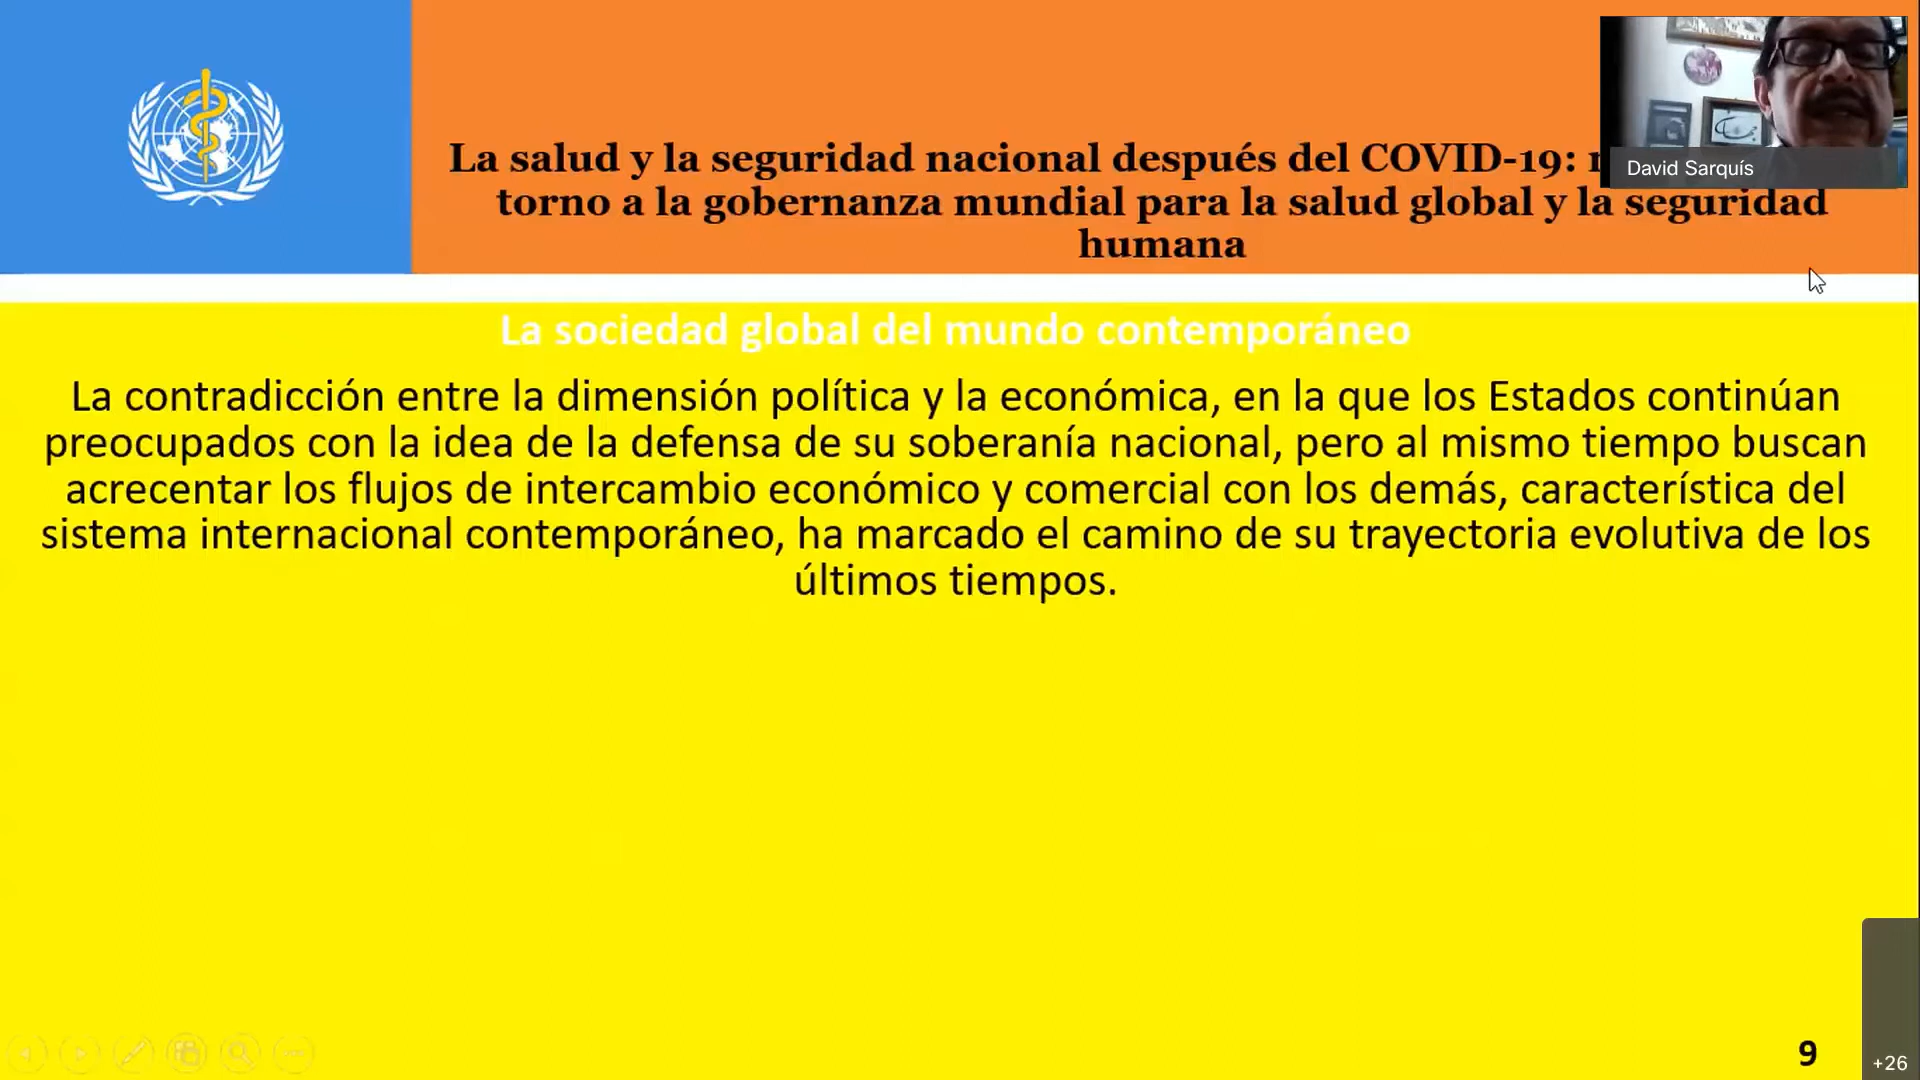 La salud y la seguridad nacional después del COVID-19:
torno a la gobernanza mundial para la salud global y la seguridad
humana
David Sarquís
La sociedad global del mundo contemporáneo
La contradicción entre la dimensión política y la económica, en la que los Estados continúan
preocupados con la idea de la defensa de su soberanía nacional, pero al mismo tiempo buscan
acrecentar los flujos de intercambio económico y comercial con los demás, característica del
sistema internacional contemporáneo, ha marcado el camino de su trayectoria evolutiva de los
últimos tiempos.
9
+26